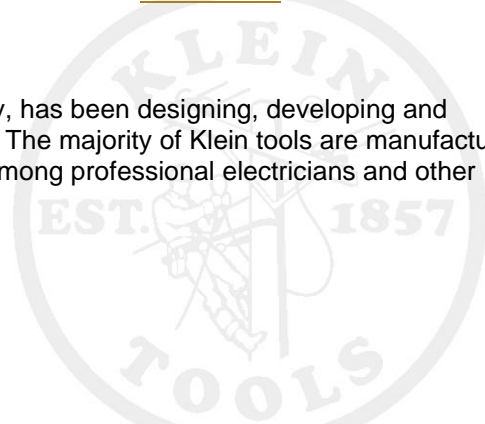 KLEIN
, has been designing, developing and
The majority of Klein tools are manufactu
mong professional electricians and other
EST. 1857
TOOLS